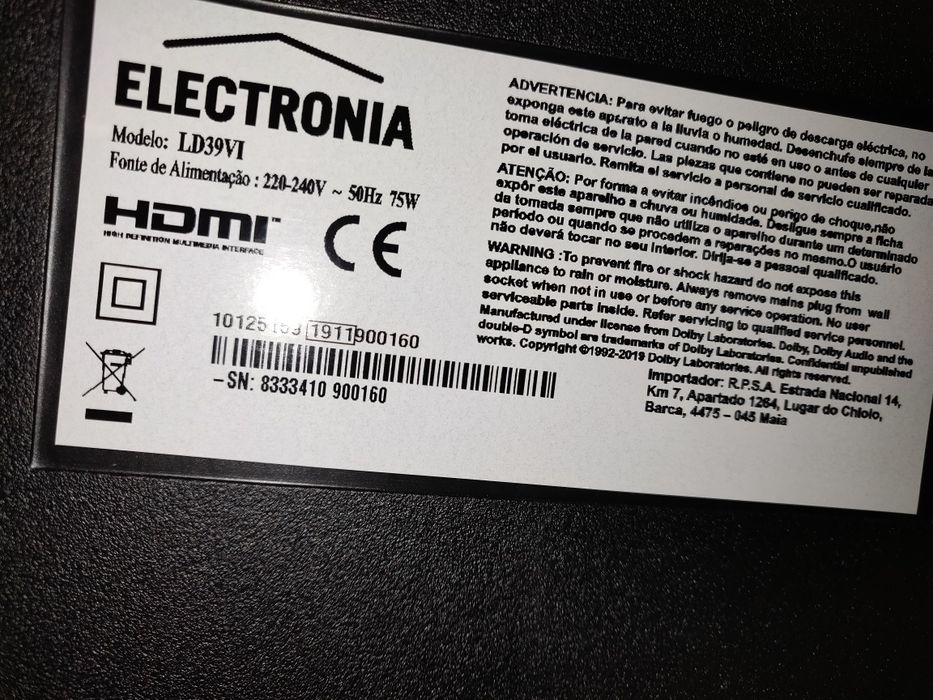 ELECTRONIA
Modelo: LD39VI
Fonte de Alimentação : 220-240V ~ 50Hz 75W
HDMI™
HIGH DEFINITION MULTIMEDIA INTERFACE
CE
1911 900160
-SN: 8333410 900160
ADVERTENCIA: Para evitar fuego o peligro de descarga eléctrica, no
exponga este aparato a la lluvia o humedad. Desenchufe siempre de la
toma eléctrica de la pared cuando no esté en uso o antes de cualquier
operación de servicio. Las piezas que contiene no pueden ser reparadas
por el usuario. Remita el servicio a personal de servicio cualificado.
ATENÇÃO: Por forma a evitar incêndios ou perigo de choque,não
expôr este aparelho a chuva ou humidade. Desligue sempre a ficha
da tomada sempre que não utiliza o aparelho durante um determinado
período ou quando se procedem a reparações no mesmo.O usuário
não deverá tocar no seu interior. Dirija-se a pessoal qualificado.
WARNING :To prevent fire or shock hazard do not expose this
appliance to rain or moisture. Always remove mains plug from wall
socket when not in use or before any service operation. No user
serviceable parts inside. Refer servicing to qualified service personnel.
Manufactured under license from Dolby Laboratories. Dolby, Dolby Audio and the
double-D symbol are trademarks of Dolby Laboratories. Confidential unpublished
works. Copyright ©1992-2019 Dolby Laboratories. All rights reserved.
Importador: R.P.S.A. Estrada Nacional 14,
Km 7, Apartado 1264, Lugar do Chiolo,
Barca, 4475 – 045 Maia